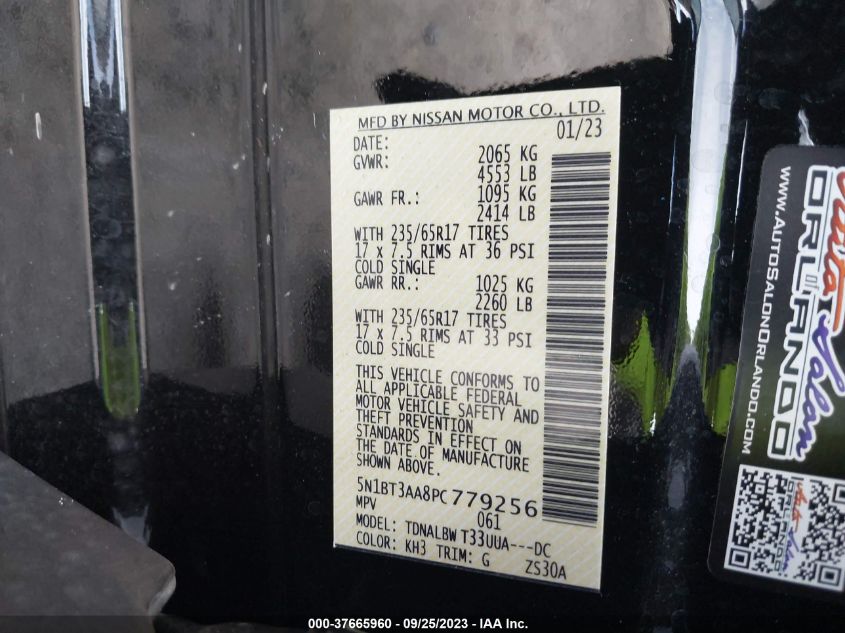 MFD BY NISSAN MOTOR CO., LTD.
DATE: 01/23
GVWR: 2065 KG
4553 LB
GAWR FR.: 1095 KG
2414 LB
WITH 235/65R17 TIRES
17 x 7.5 RIMS AT 36 PSI
COLD SINGLE
GAWR RR.: 1025 KG
2260 LB
WITH 235/65R17 TIRES
17 x 7.5 RIMS AT 33 PSI
COLD SINGLE
THIS VEHICLE CONFORMS TO
ALL APPLICABLE FEDERAL
MOTOR VEHICLE SAFETY AND
THEFT PREVENTION
STANDARDS IN EFFECT ON
THE DATE OF MANUFACTURE
SHOWN ABOVE.
5N1BT3AA8PC779256
MPV 061
MODEL: TDNALBW T33UUA---DC
COLOR: KH3 TRIM: G ZS30A
Auto Salon
OF
ORLANDO
WWW.AUTOSALONORLANDO.COM
000-37665960 - 09/25/2023 - IAA Inc.